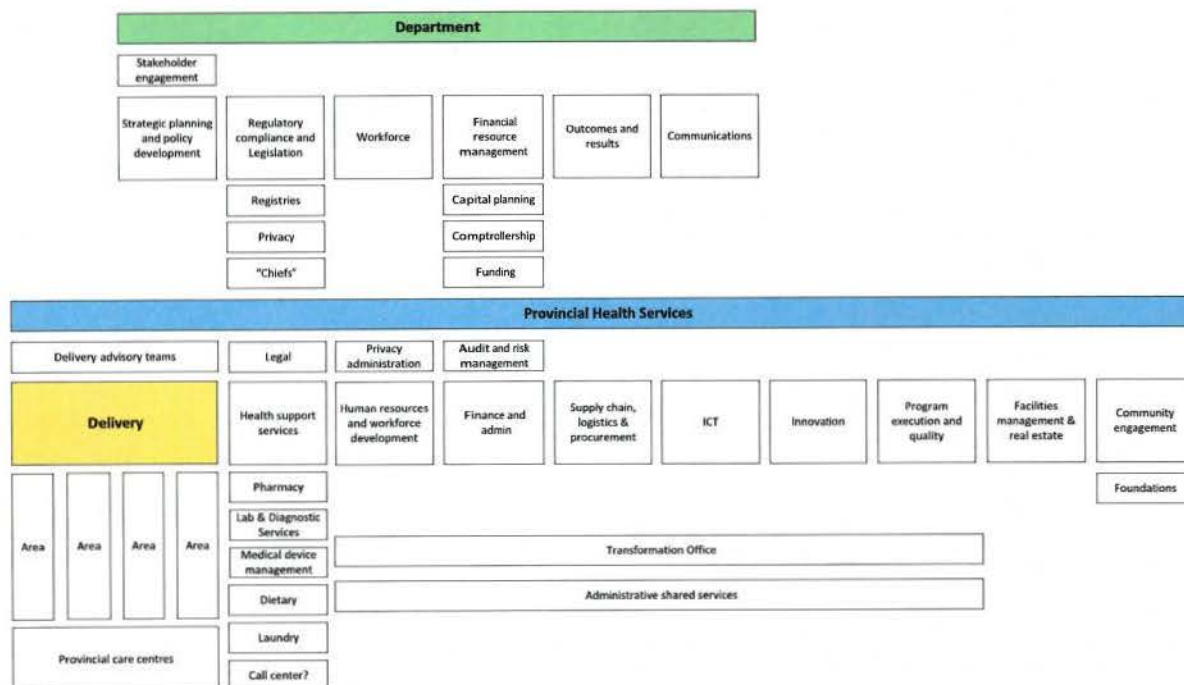 Department
Stakeholder
engagement
Strategic planning
and policy
development
Regulatory
compliance and
Legislation
Workforce
Financial
resource
management
Outcomes and
results
Communications
Registries
Capital planning
Privacy
Comptrollership
"Chiefs"
Funding
Provincial Health Services
Delivery advisory teams
Legal
Privacy
administration
Audit and risk
management
Delivery
Health support
services
Human resources
and workforce
development
Finance and
admin
Supply chain,
logistics &
procurement
ICT
Innovation
Program
execution and
quality
Facilities
management &
real estate
Community
engagement
Area
Area
Area
Area
Pharmacy
Foundations
Lab & Diagnostic
Services
Medical device
management
Transformation Office
Dietary
Administrative shared services
Laundry
Provincial care centres
Call center?